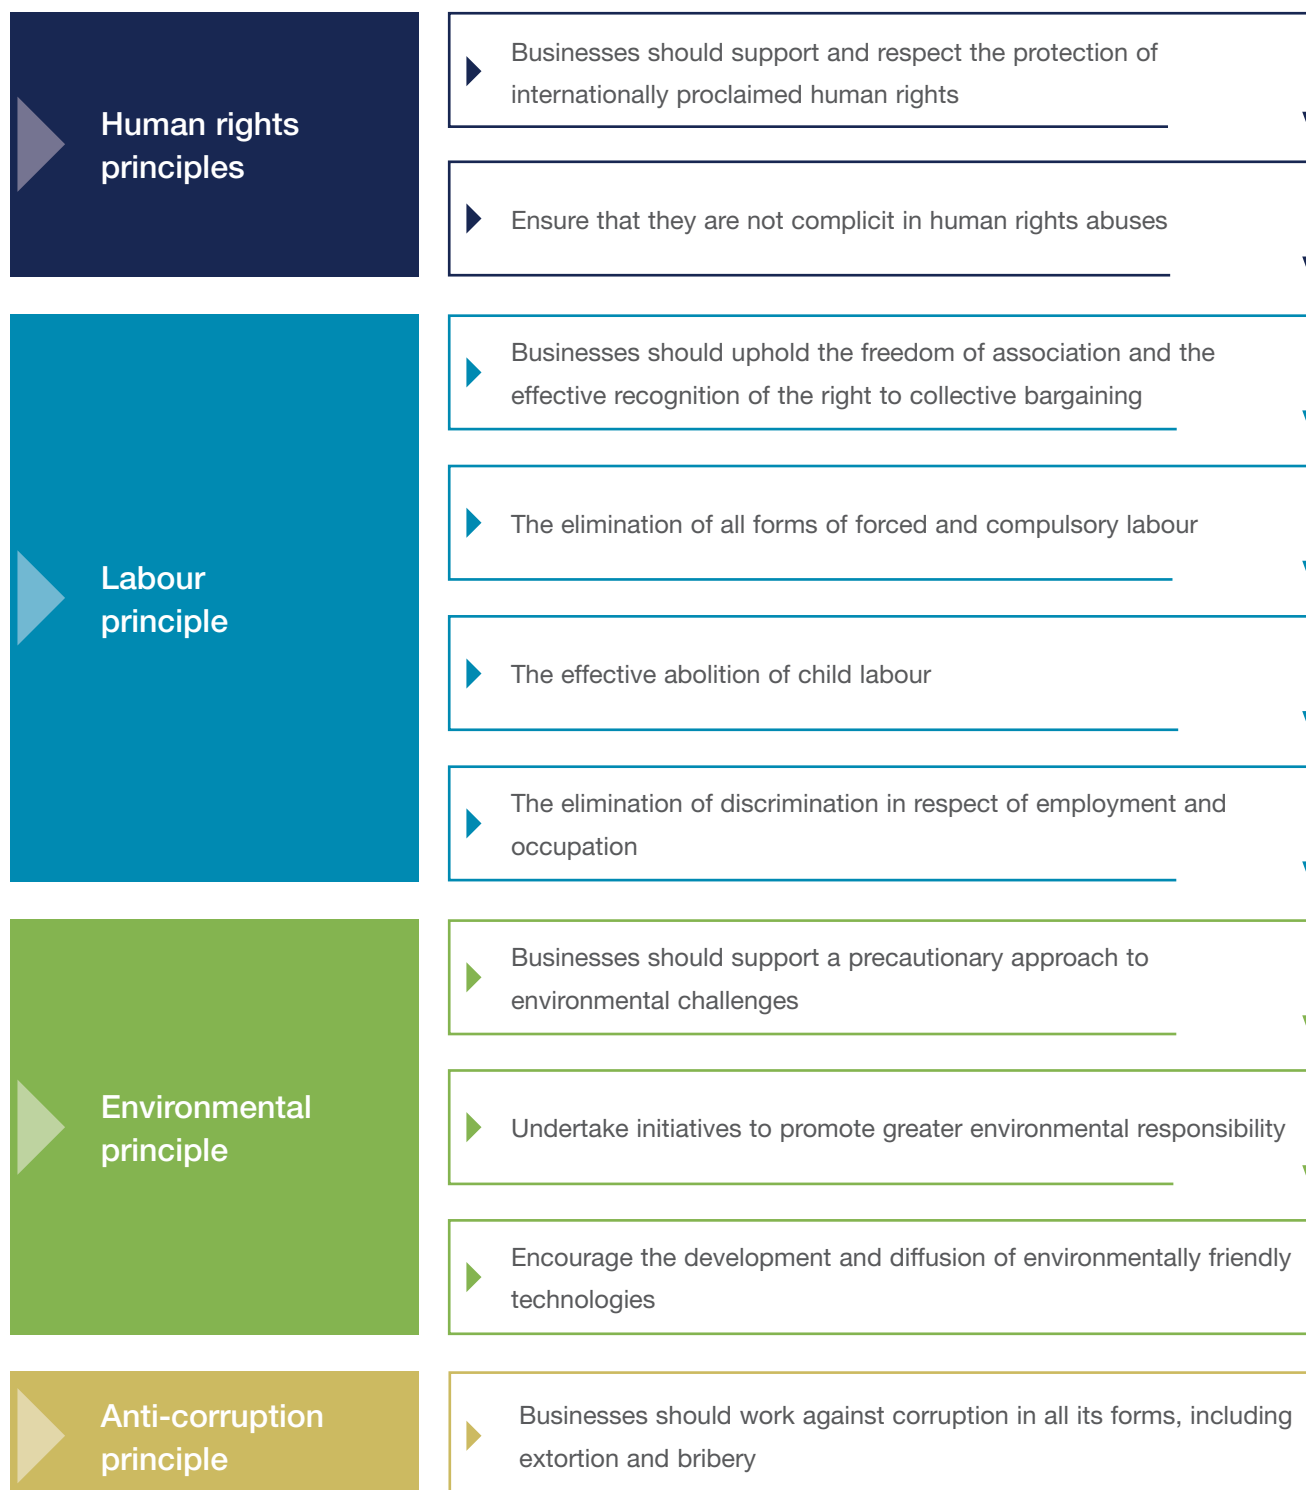 Human rights
principles
Businesses should support and respect the protection of
internationally proclaimed human rights
Ensure that they are not complicit in human rights abuses
Labour
principle
Businesses should uphold the freedom of association and the
effective recognition of the right to collective bargaining
The elimination of all forms of forced and compulsory labour
The effective abolition of child labour
The elimination of discrimination in respect of employment and
occupation
Environmental
principle
Businesses should support a precautionary approach to
environmental challenges
Undertake initiatives to promote greater environmental responsibility
Encourage the development and diffusion of environmentally friendly
technologies
Anti-corruption
principle
Businesses should work against corruption in all its forms, including
extortion and bribery